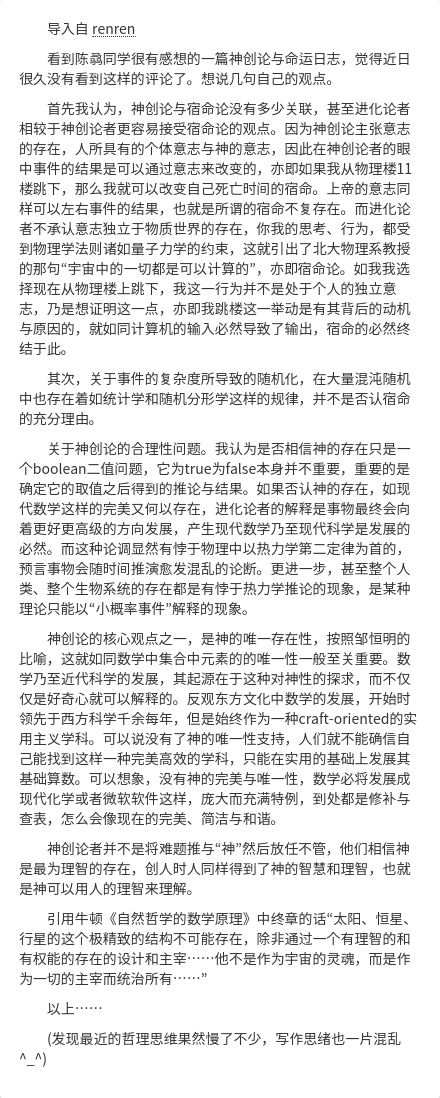 导入自 renren
看到陈骉同学很有感想的一篇神创论与命运日志，觉得近日
很久没有看到这样的评论了。想说几句自己的观点。
首先我认为，神创论与宿命论没有多少关联，甚至进化论者
相较于神创论者更容易接受宿命论的观点。因为神创论主张意志
的存在，人所具有的个体意志与神的意志，因此在神创论者的眼
中事件的结果是可以通过意志来改变的，亦即如果我从物理楼11
楼跳下，那么我就可以改变自己死亡时间的宿命。上帝的意志同
样可以左右事件的结果，也就是所谓的宿命不复存在。而进化论
者不承认意志独立于物质世界的存在，你我的思考、行为，都受
到物理学法则诸如量子力学的约束，这就引出了北大物理系教授
的那句“宇宙中的一切都是可以计算的”，亦即宿命论。如我我选
择现在从物理楼上跳下，我这一行为并不是处于个人的独立意
志，乃是想证明这一点，亦即我跳楼这一举动是有其背后的动机
与原因的，就如同计算机的输入必然导致了输出，宿命的必然终
结于此。
其次，关于事件的复杂度所导致的随机化，在大量混沌随机
中也存在着如统计学和随机分形学这样的规律，并不是否认宿命
的充分理由。
关于神创论的合理性问题。我认为是否相信神的存在只是一
个boolean二值问题，它为true为false本身并不重要，重要的是
确定它的取值之后得到的推论与结果。如果否认神的存在，如现
代数学这样的完美又何以存在，进化论者的解释是事物最终会向
着更好更高级的方向发展，产生现代数学乃至现代科学是发展的
必然。而这种论调显然有悖于物理中以热力学第二定律为首的，
预言事物会随时间推演愈发混乱的论断。更进一步，甚至整个人
类、整个生物系统的存在都是有悖于热力学推论的现象，是某种
理论只能以“小概率事件”解释的现象。
神创论的核心观点之一，是神的唯一存在性，按照邹恒明的
比喻，这就如同数学中集合中元素的的唯一性一般至关重要。数
学乃至近代科学的发展，其起源在于这种对神性的探求，而不仅
仅是好奇心就可以解释的。反观东方文化中数学的发展，开始时
领先于西方科学千余每年，但是始终作为一种craft-oriented的实
用主义学科。可以说没有了神的唯一性支持，人们就不能确信自
己能找到这样一种完美高效的学科，只能在实用的基础上发展其
基础算数。可以想象，没有神的完美与唯一性，数学必将发展成
现代化学或者微软软件这样，庞大而充满特例，到处都是修补与
查表，怎么会像现在的完美、简洁与和谐。
神创论者并不是将难题推与“神”然后放任不管，他们相信神
是最为理智的存在，创人时人同样得到了神的智慧和理智，也就
是神可以用人的理智来理解。
引用牛顿《自然哲学的数学原理》中终章的话“太阳、恒星、
行星的这个极精致的结构不可能存在，除非通过一个有理智的和
有权能的存在的设计和主宰……他不是作为宇宙的灵魂，而是作
为一切的主宰而统治所有……”
以上……
(发现最近的哲理思维果然慢了不少，写作思绪也一片混乱
^_^)